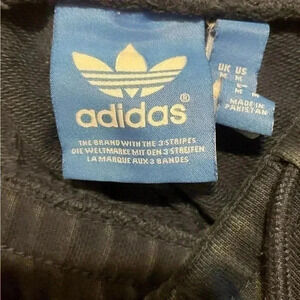 adidas®
THE BRAND WITH THE 3 STRIPES
DIE WELTMARKE MIT DEN 3 STREIFEN
LA MARQUE AUX 3 BANDES
UK US
M M
MADE IN
PAKISTAN